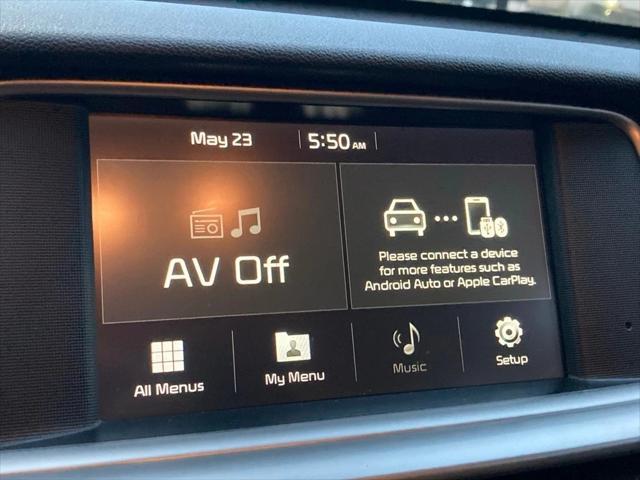 May 23 5:50 AM
AV Off
Please connect a device
for more features such as
Android Auto or Apple CarPlay.
All Menus My Menu Music Setup